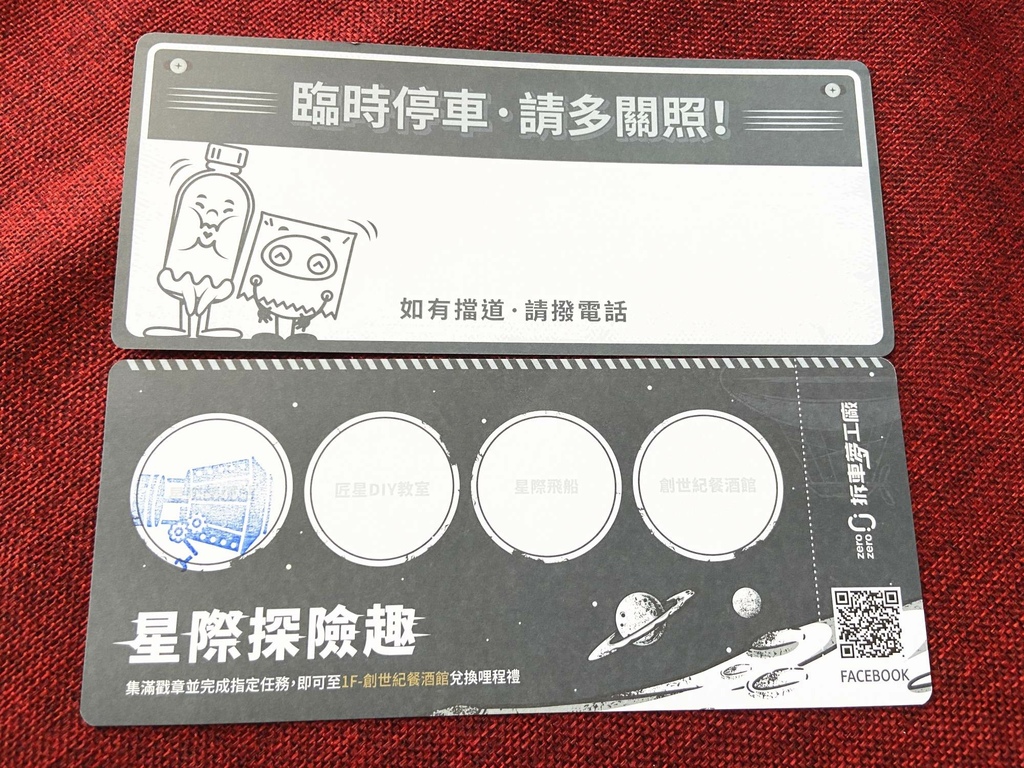 臨時停車·請多關照!
如有擋道·請撥電話
匠星DIY教室
星際飛船
創世紀餐酒館
拆車夢工廠
zero
zero
星際探險趣
集滿戳章並完成指定任務,即可至1F-創世紀餐酒館兌換哩程禮
FACEBOOK